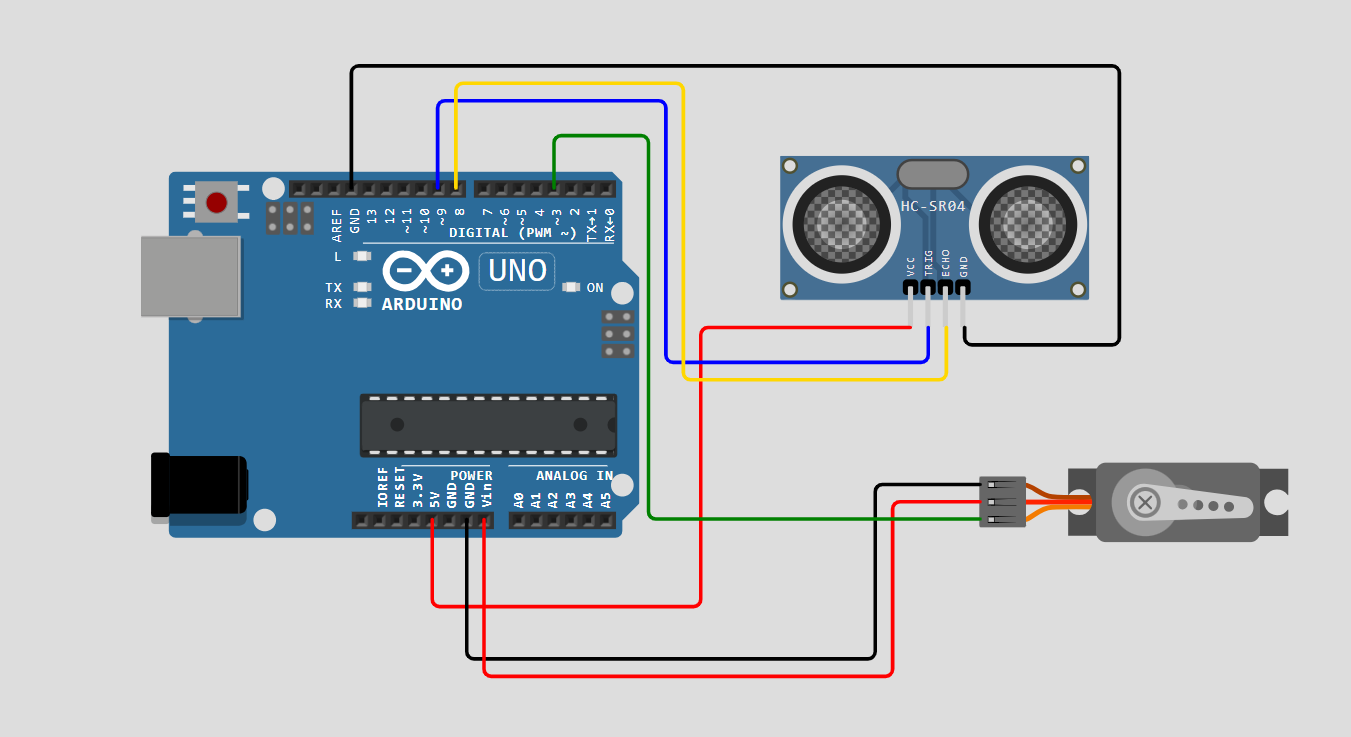 HC-SR04
VCC
TRIG
ECHO
GND
AREF
GND
13
12
~11
~10
~9
8
7
~6
~5
4
~3
2
TX→1
RX←0
DIGITAL (PWM ~)
L
TX
RX
UNO
ARDUINO
ON
POWER
ANALOG IN
IOREF
RESET
3.3V
5V
GND
GND
Vin
A0
A1
A2
A3
A4
A5